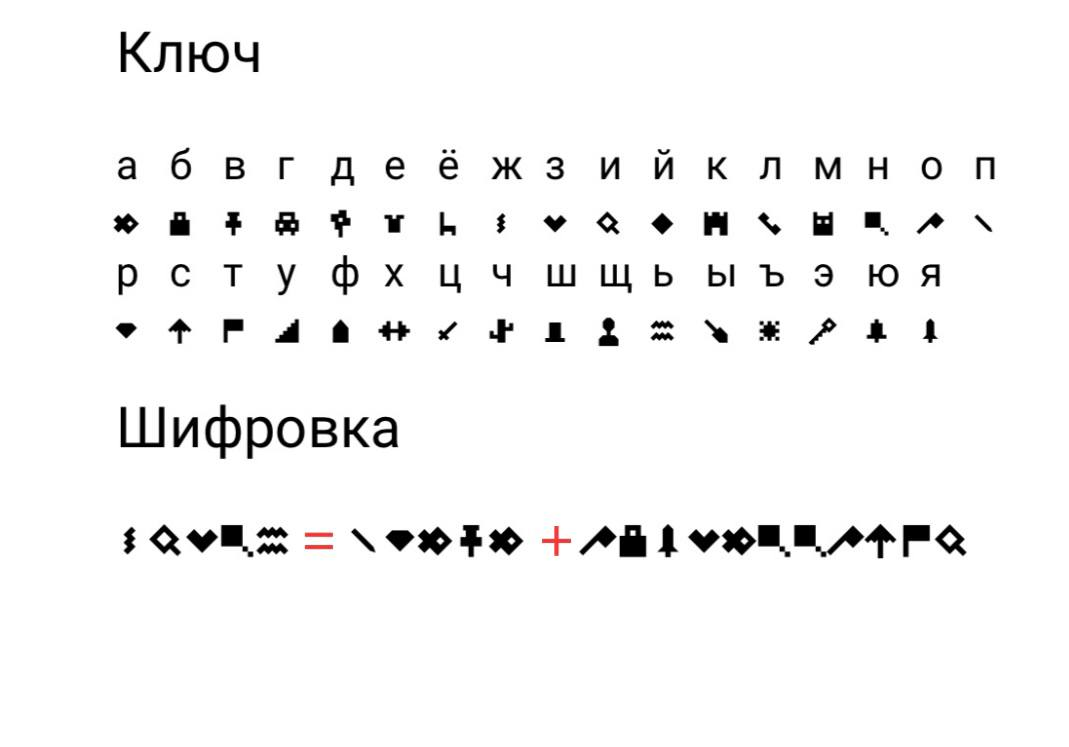 Ключ
а б в г д е ё ж з и й к л м н о п
р с т у ф х ц ч ш щ ь ы ъ э ю я
Шифровка
= +